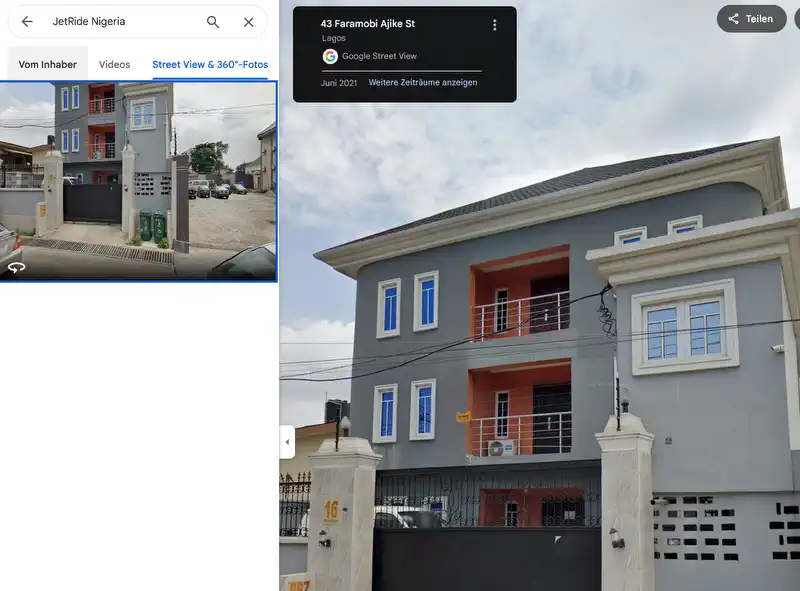 JetRide Nigeria
Vom Inhaber
Videos
Street View & 360°-Fotos
43 Faramobi Ajike St
Lagos
Google Street View
Juni 2021
Weitere Zeiträume anzeigen
Teilen
16